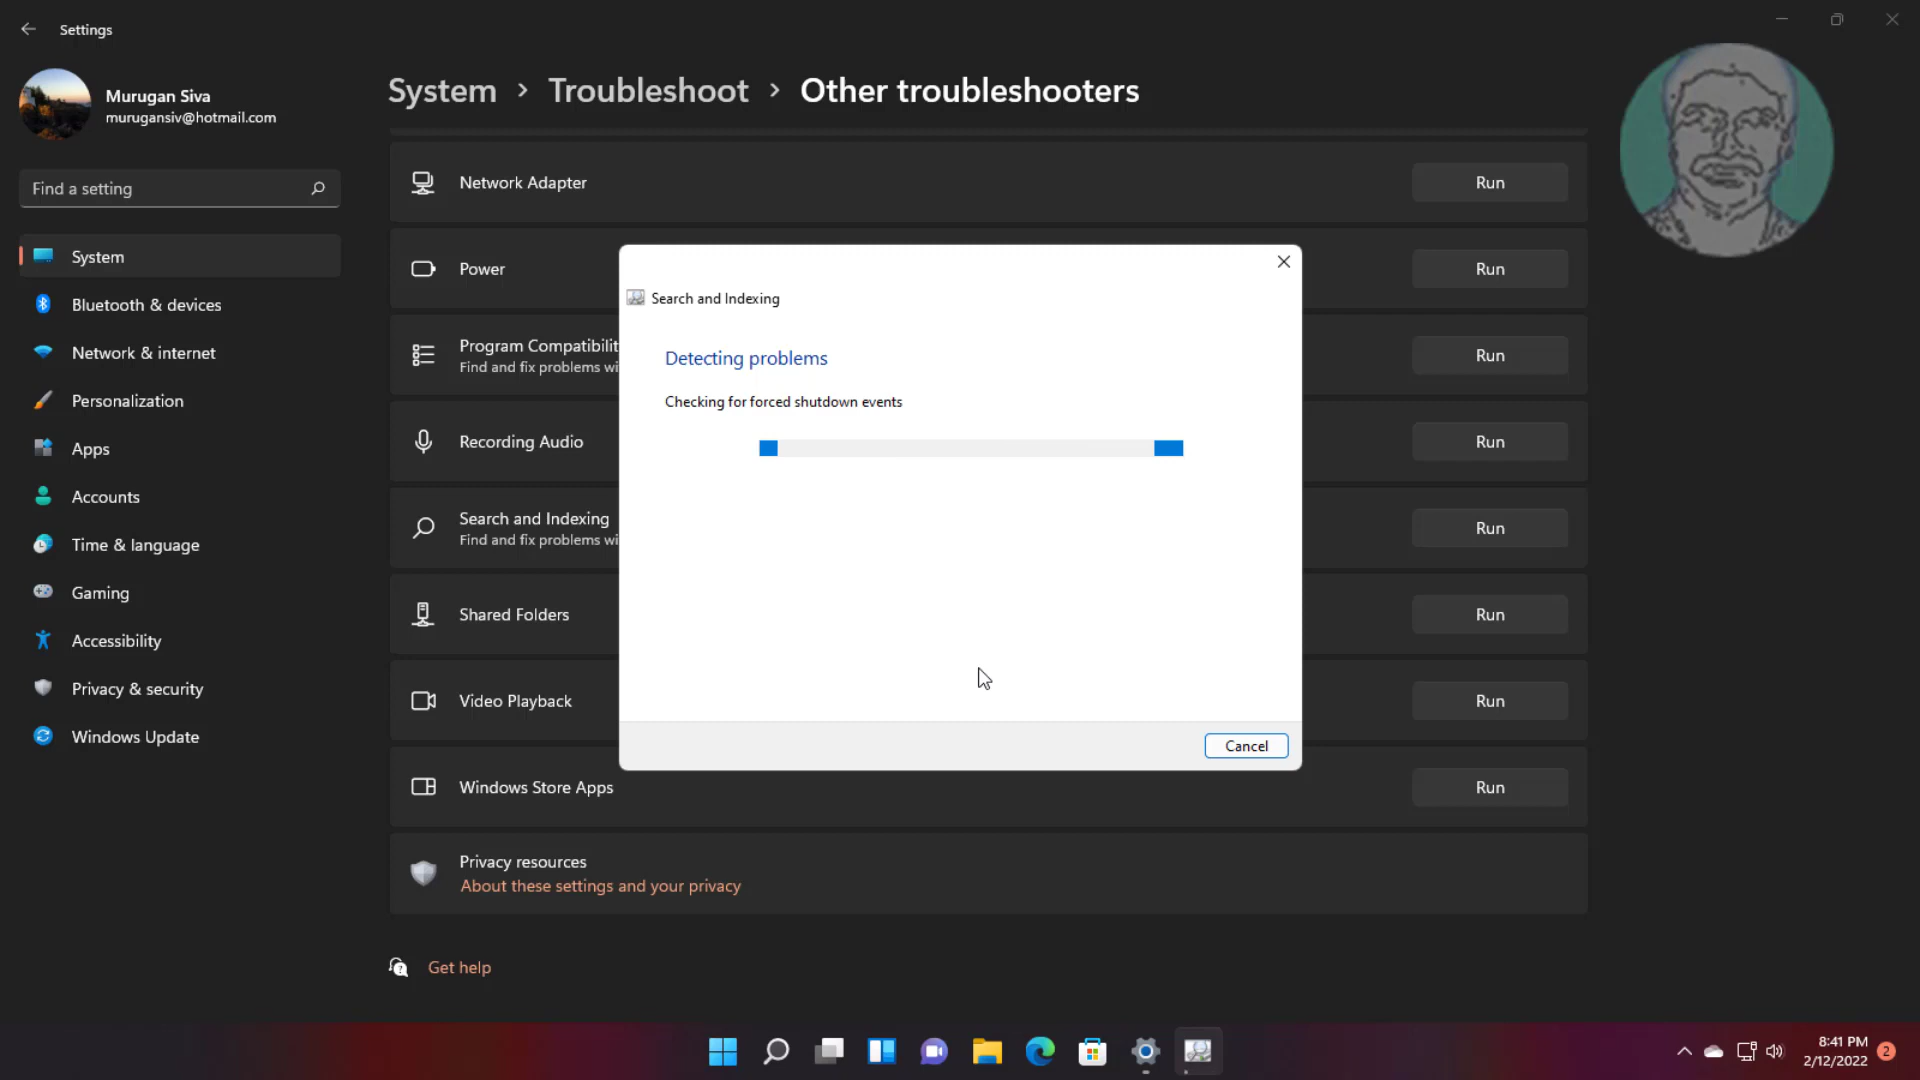 Settings
Murugan Siva
murugansiv@hotmail.com
Find a setting
System
Bluetooth & devices
Network & internet
Personalization
Apps
Accounts
Time & language
Gaming
Accessibility
Privacy & security
Windows Update
System > Troubleshoot > Other troubleshooters
Network Adapter
Run
Power
Run
Program Compatibilit
Find and fix problems wi
Run
Recording Audio
Run
Search and Indexing
Find and fix problems wi
Run
Shared Folders
Run
Video Playback
Run
Windows Store Apps
Run
Privacy resources
About these settings and your privacy
Get help
Search and Indexing
Detecting problems
Checking for forced shutdown events
Cancel
8:41 PM
2/12/2022
2